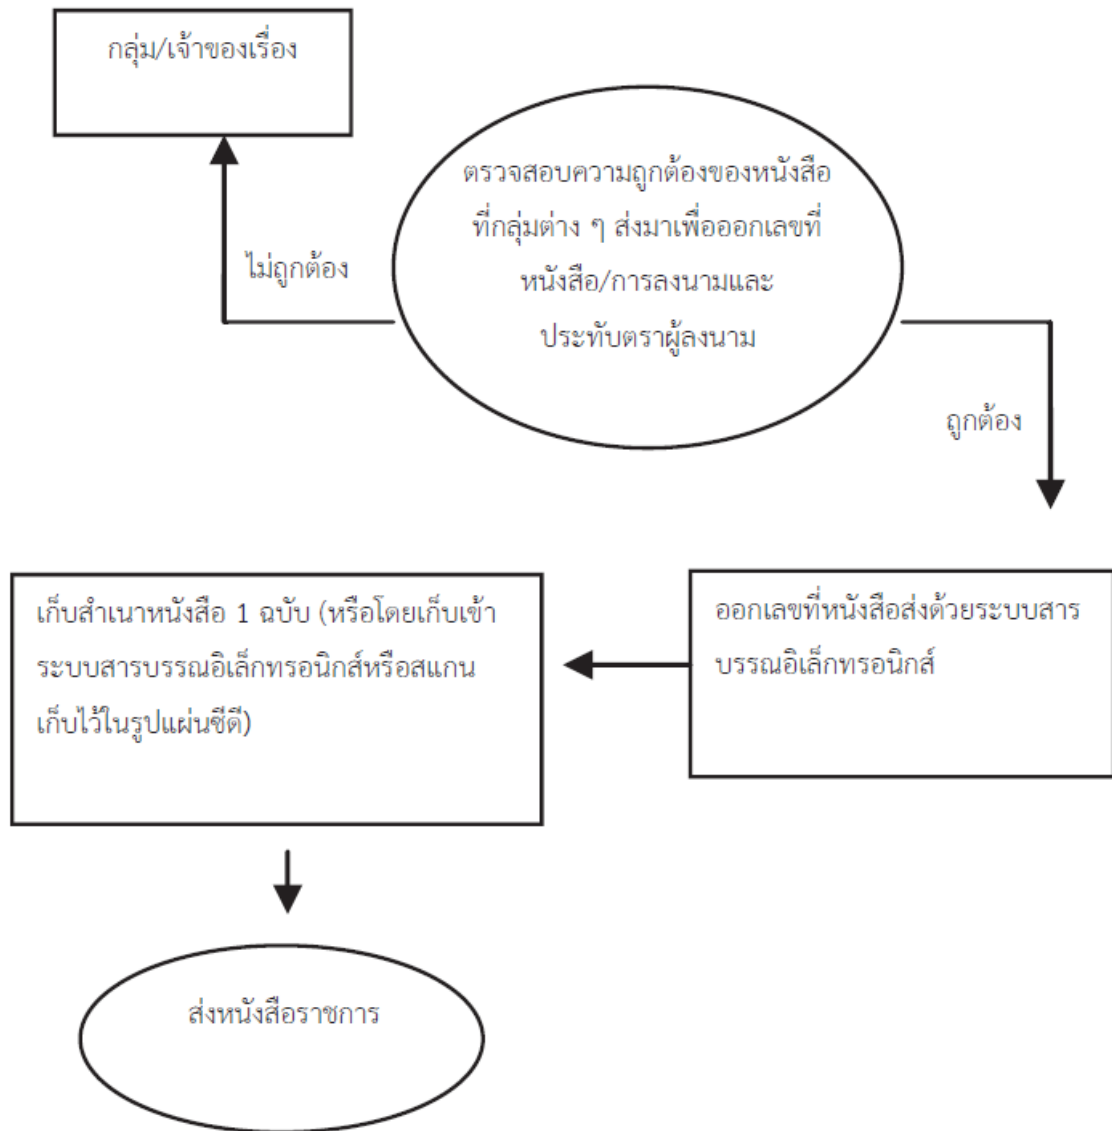 กลุ่ม/เจ้าของเรื่อง
ตรวจสอบความถูกต้องของหนังสือ
ที่กลุ่มต่าง ๆ ส่งมาเพื่อออกเลขที่
หนังสือ/การลงนามและ
ประทับตราผู้ลงนาม
ไม่ถูกต้อง
ถูกต้อง
ออกเลขที่หนังสือส่งด้วยระบบสาร
บรรณอิเล็กทรอนิกส์
เก็บสำเนาหนังสือ 1 ฉบับ (หรือโดยเก็บเข้า
ระบบสารบรรณอิเล็กทรอนิกส์หรือสแกน
เก็บไว้ในรูปแผ่นซีดี)
ส่งหนังสือราชการ